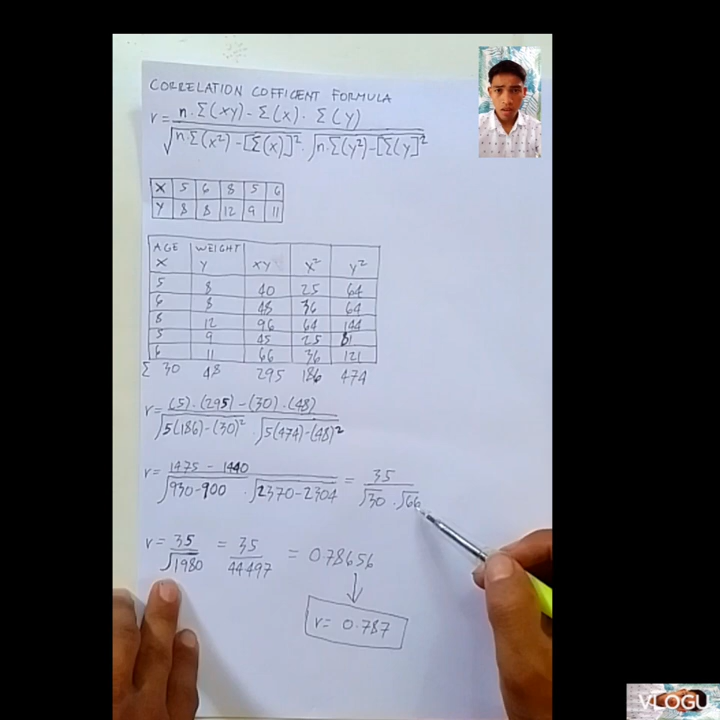 CORRELATION COFFICENT FORMULA
r = n·Σ(xy) - Σ(x) · Σ(y) / √n·Σ(x²) - [Σ(x)]² · √n·Σ(y²) - [Σ(y]²
X 5 6 8 5 6
Y 8 8 12 9 11
AGE WEIGHT
X Y XY X² Y²
5 8 40 25 64
6 8 48 36 64
8 12 96 64 144
5 9 45 25 81
6 11 66 36 121
Σ 30 48 295 186 474
r = (5)·(295) - (30)·(48) / √5(186)-(30)² · √5(474)-(48)²
r = 1475 - 1440 / √930-900 · √2370-2304 = 35 / √30 · √66
r = 35 / √1980 = 35 / 44497 = 0.78656
r = 0.787
VLOGU